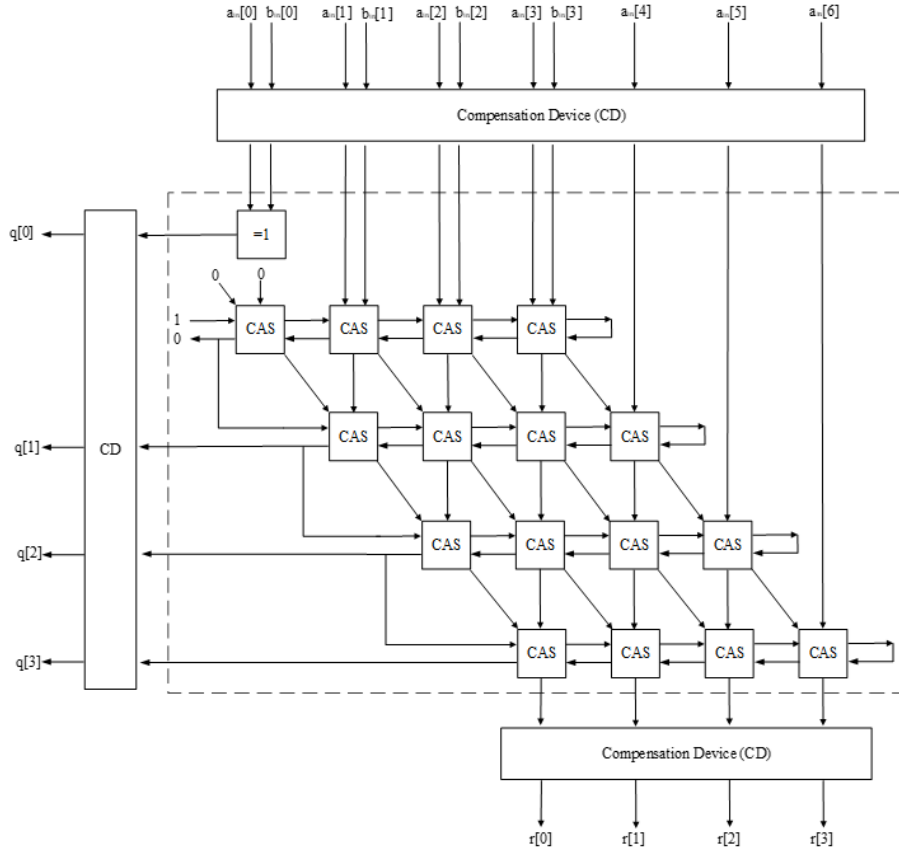 aᵢₙ[0] bᵢₙ[0] aᵢₙ[1] bᵢₙ[1] aᵢₙ[2] bᵢₙ[2] aᵢₙ[3] bᵢₙ[3] aᵢₙ[4] aᵢₙ[5] aᵢₙ[6]
Compensation Device (CD)
q[0] =1
0 0
1 CAS CAS CAS CAS
0
q[1] CD CAS CAS CAS CAS
q[2] CAS CAS CAS CAS
q[3] CAS CAS CAS CAS
Compensation Device (CD)
r[0] r[1] r[2] r[3]